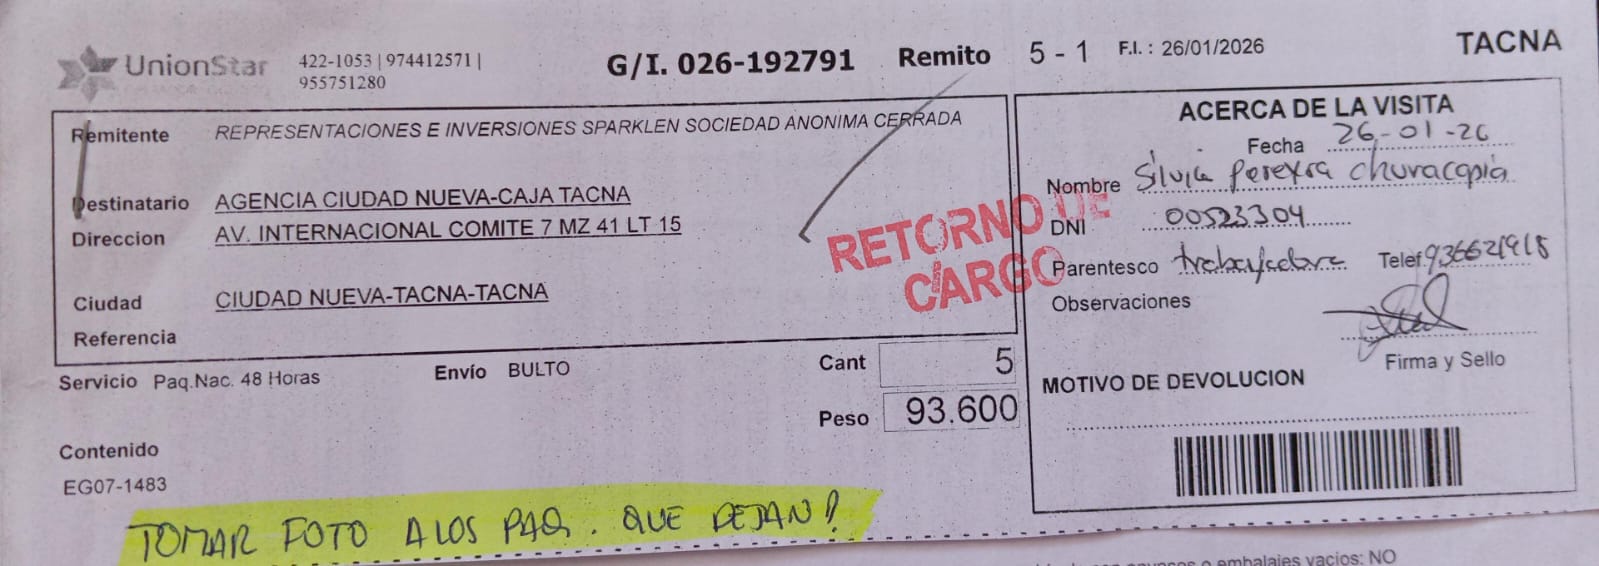 UnionStar
422-1053 | 974412571 |
955751280
G/I. 026-192791 Remito 5 - 1 F.I. : 26/01/2026 TACNA
Remitente REPRESENTACIONES E INVERSIONES SPARKLEN SOCIEDAD ANONIMA CERRADA
Destinatario AGENCIA CIUDAD NUEVA-CAJA TACNA
Direccion AV. INTERNACIONAL COMITE 7 MZ 41 LT 15
Ciudad CIUDAD NUEVA-TACNA-TACNA
Referencia
RETORNO DE
CARGO
Servicio Paq.Nac. 48 Horas Envío BULTO Cant 5
Peso 93.600
Contenido
EG07-1483
TOMAR FOTO A LOS PAQ. QUE DEJAN!
ACERCA DE LA VISITA
Fecha 26-01-26
Nombre Silvia Pereyra Churacapia
DNI 00523304
Parentesco trabajadora Telef. 936621918
Observaciones
Firma y Sello
MOTIVO DE DEVOLUCION
o embalajes vacios: NO